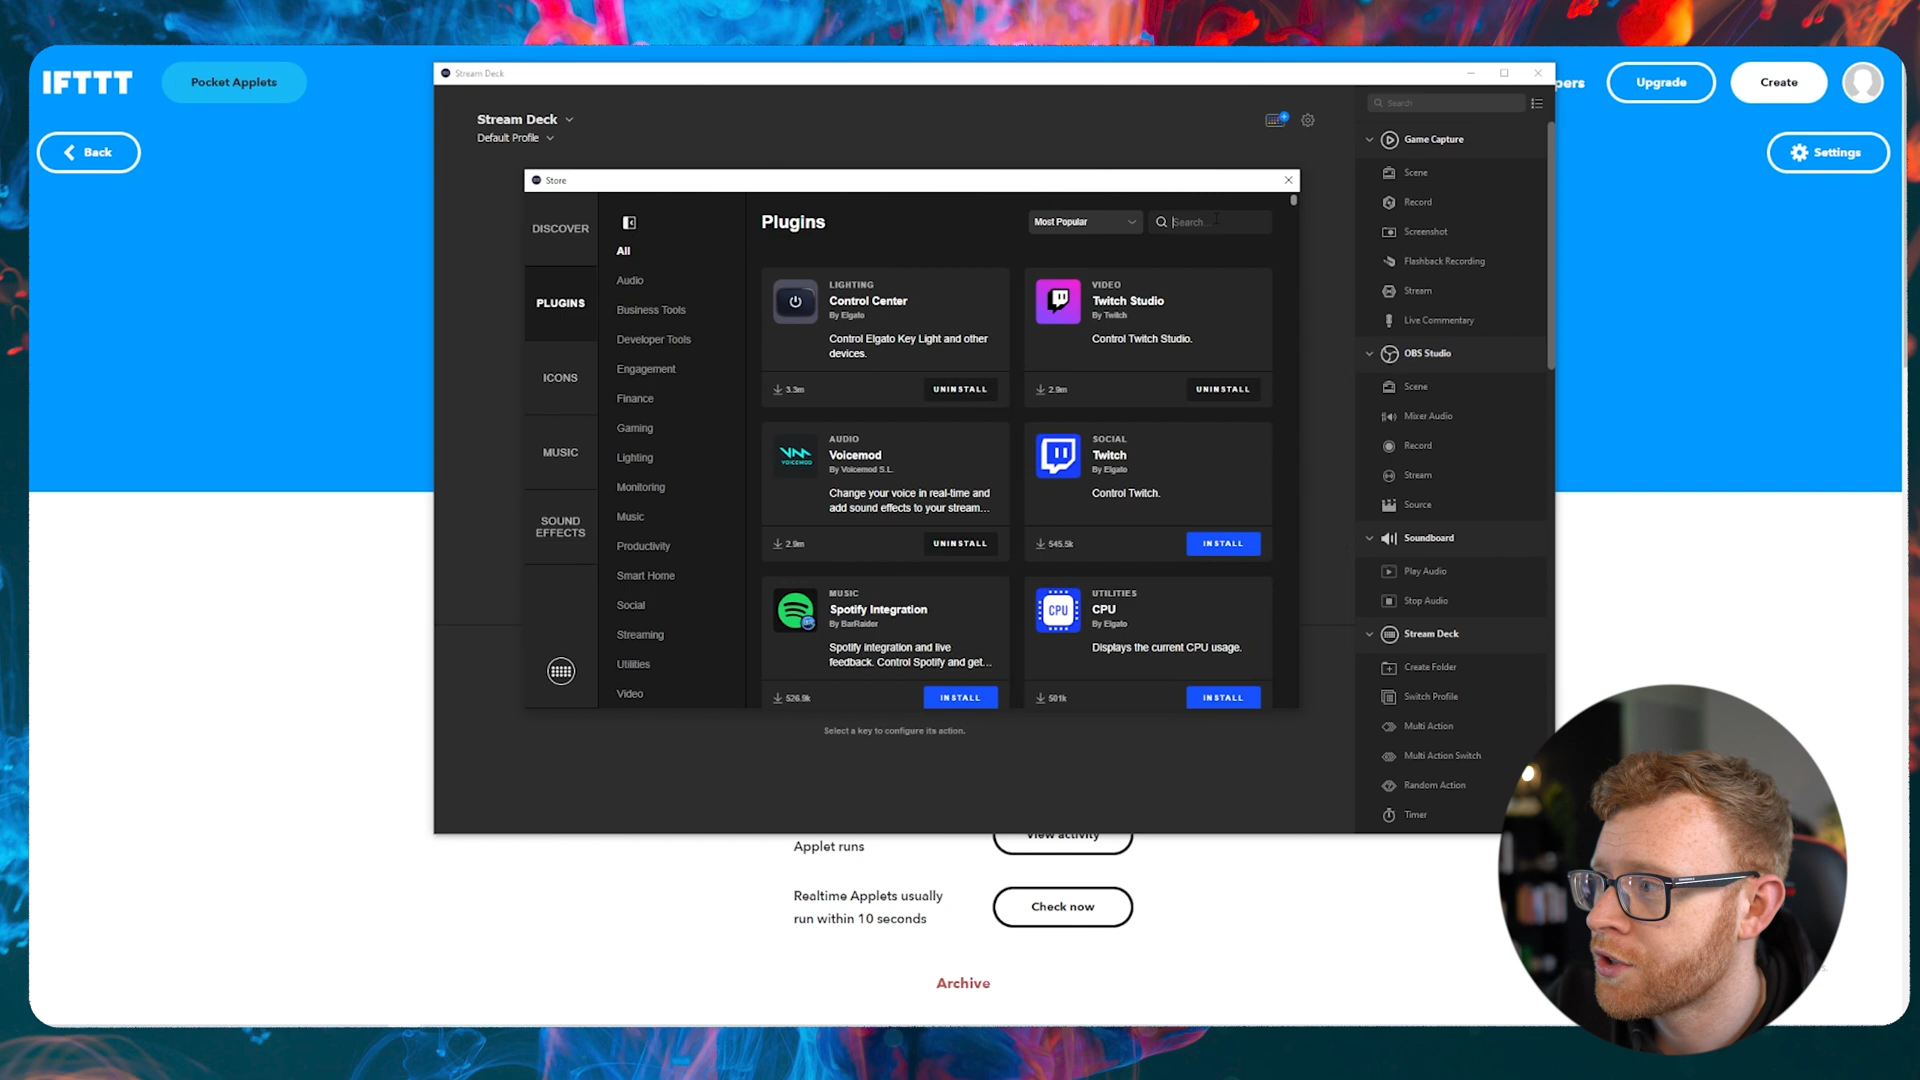 IFTTT
Pocket Applets
pers
Upgrade
Create
Back
Settings
Stream Deck
Stream Deck
Default Profile
Store
DISCOVER
PLUGINS
ICONS
MUSIC
SOUND
EFFECTS
All
Audio
Business Tools
Developer Tools
Engagement
Finance
Gaming
Lighting
Monitoring
Music
Productivity
Smart Home
Social
Streaming
Utilities
Video
Plugins
Most Popular
Search...
LIGHTING
Control Center
By Elgato
Control Elgato Key Light and other
devices.
3.3m
UNINSTALL
VIDEO
Twitch Studio
By Twitch
Control Twitch Studio.
2.9m
UNINSTALL
AUDIO
Voicemod
By Voicemod S.L.
VOICEMOD
Change your voice in real-time and
add sound effects to your stream...
2.9m
UNINSTALL
SOCIAL
Twitch
By Elgato
Control Twitch.
545.5k
INSTALL
MUSIC
Spotify Integration
By BarRaider
Spotify integration and live
feedback. Control Spotify and get...
526.9k
INSTALL
UTILITIES
CPU
CPU
By Elgato
Displays the current CPU usage.
501k
INSTALL
Select a key to configure its action.
Search
Game Capture
Scene
Record
Screenshot
Flashback Recording
Stream
Live Commentary
OBS Studio
Scene
Mixer Audio
Record
Stream
Source
Soundboard
Play Audio
Stop Audio
Stream Deck
Create Folder
Switch Profile
Multi Action
Multi Action Switch
Random Action
Timer
View activity
Applet runs
Realtime Applets usually
run within 10 seconds
Check now
Archive